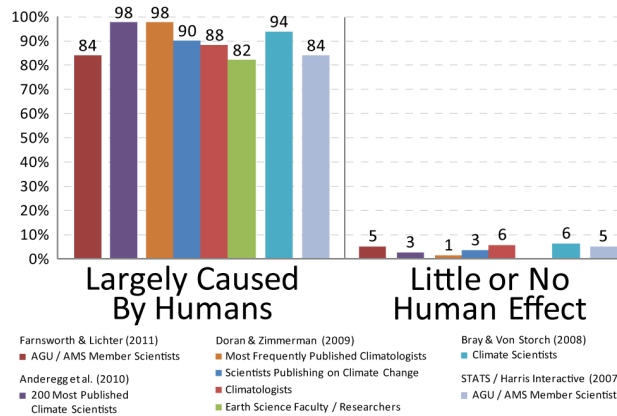 100%
90%
80%
70%
60%
50%
40%
30%
20%
10%
0%
84
98
98
90
88
82
94
84
5
3
1
3
6
6
5
Largely Caused
By Humans
Little or No
Human Effect
Farnsworth & Lichter (2011)
AGU / AMS Member Scientists
Anderegg et al. (2010)
200 Most Published
Climate Scientists
Doran & Zimmerman (2009)
Most Frequently Published Climatologists
Scientists Publishing on Climate Change
Climatologists
Earth Science Faculty / Researchers
Bray & Von Storch (2008)
Climate Scientists
STATS / Harris Interactive (2007
AGU / AMS Member Scientist